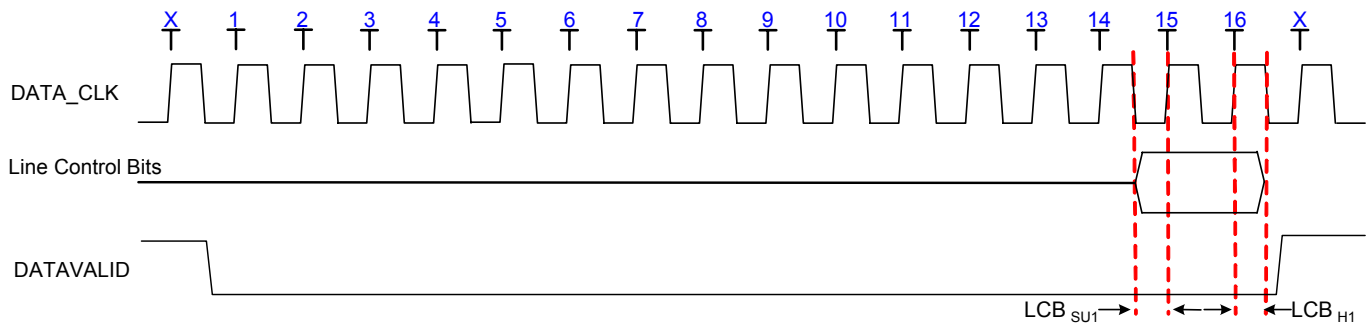 X 1 2 3 4 5 6 7 8 9 10 11 12 13 14 15 16 X
DATA_CLK
Line Control Bits
DATAVALID
LCB SU1 LCB H1